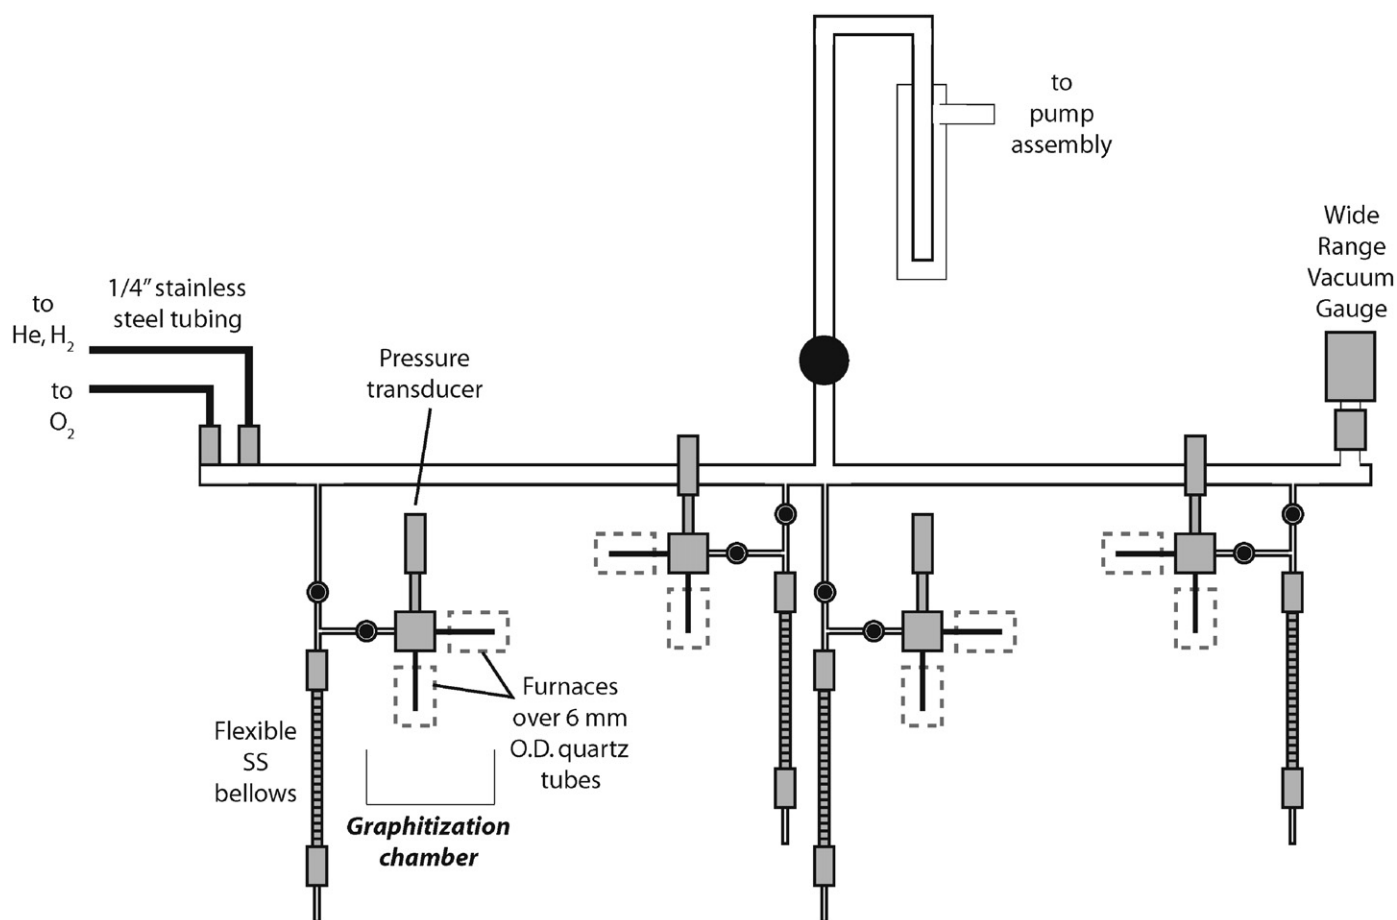 to
pump
assembly
Wide
Range
Vacuum
Gauge
1/4” stainless
steel tubing
to
He, H2
to
O2
Pressure
transducer
Furnaces
over 6 mm
O.D. quartz
tubes
Flexible
SS
bellows
Graphitization
chamber